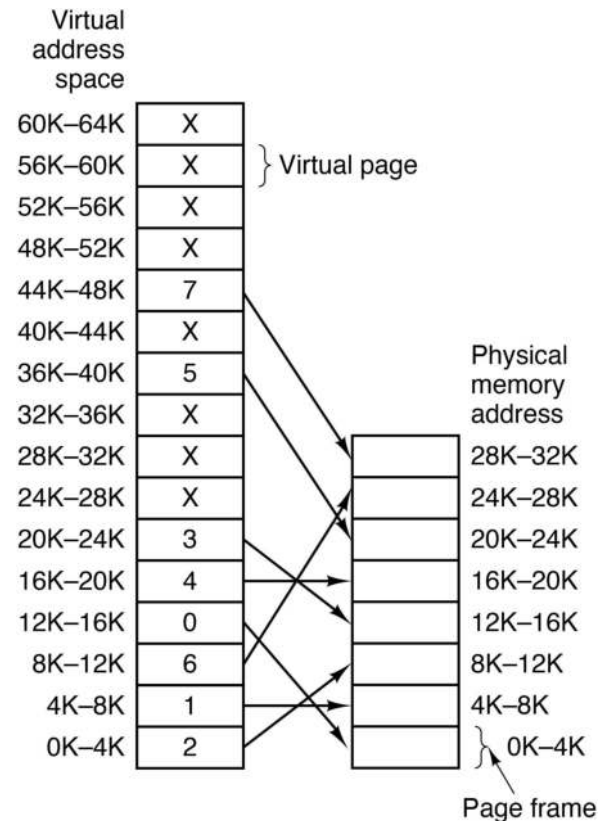 Virtual
address
space
60K–64K X
56K–60K X Virtual page
52K–56K X
48K–52K X
44K–48K 7
40K–44K X
36K–40K 5
32K–36K X
28K–32K X
24K–28K X
20K–24K 3
16K–20K 4
12K–16K 0
8K–12K 6
4K–8K 1
0K–4K 2
Physical
memory
address
28K–32K
24K–28K
20K–24K
16K–20K
12K–16K
8K–12K
4K–8K
0K–4K
Page frame